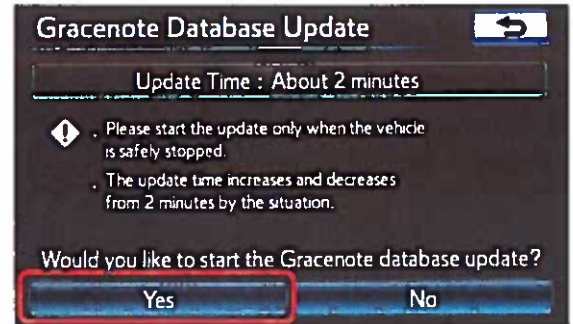 Gracenote Database Update
Update Time : About 2 minutes
. Please start the update only when the vehicle
is safely stopped.
. The update time increases and decreases
from 2 minutes by the situation.
Would you like to start the Gracenote database update?
Yes
No